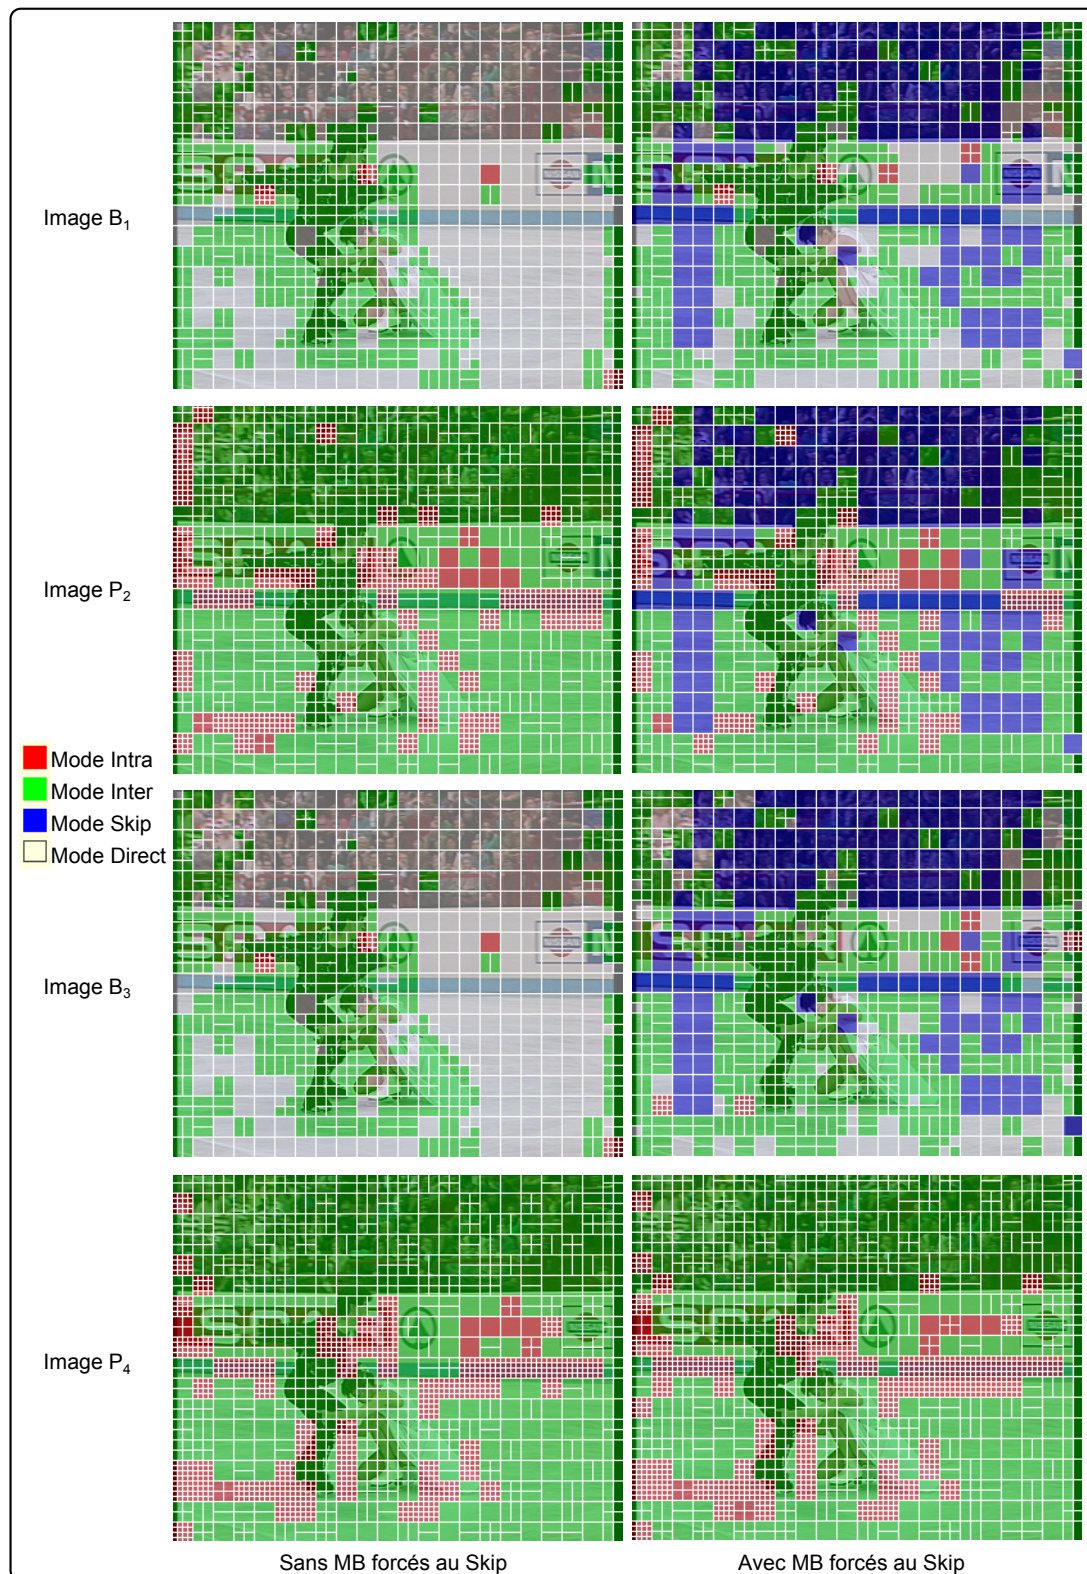 Image B₁
Image P₂
Mode Intra
Mode Inter
Mode Skip
Mode Direct
Image B₃
Image P₄
Sans MB forcés au Skip
Avec MB forcés au Skip